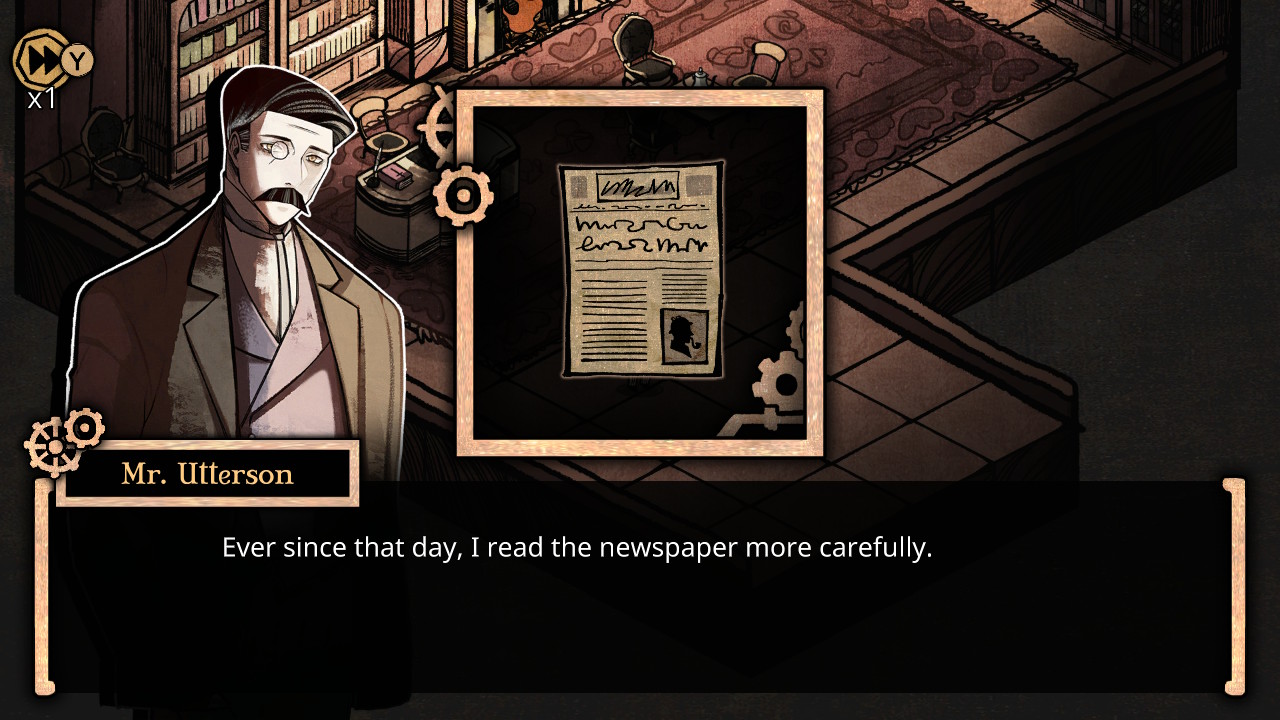 Y
x1
Mr. Utterson
Ever since that day, I read the newspaper more carefully.